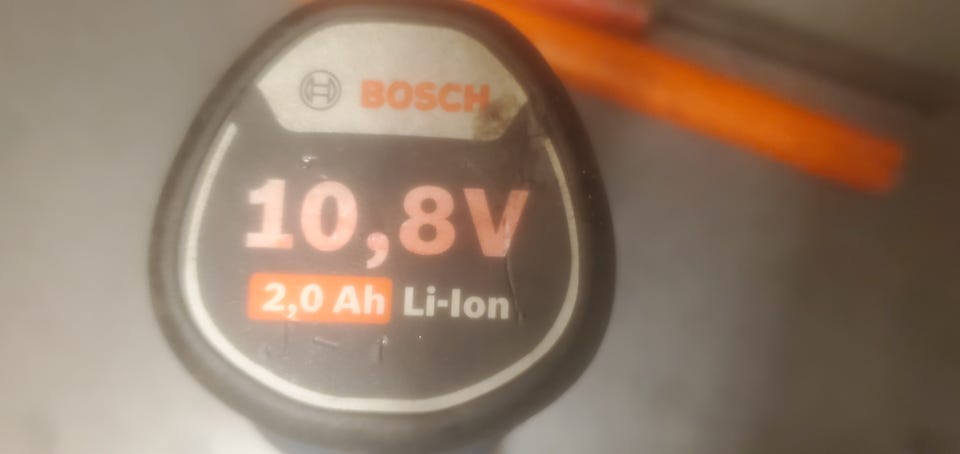 BOSCH
10,8V
2,0 Ah Li-Ion